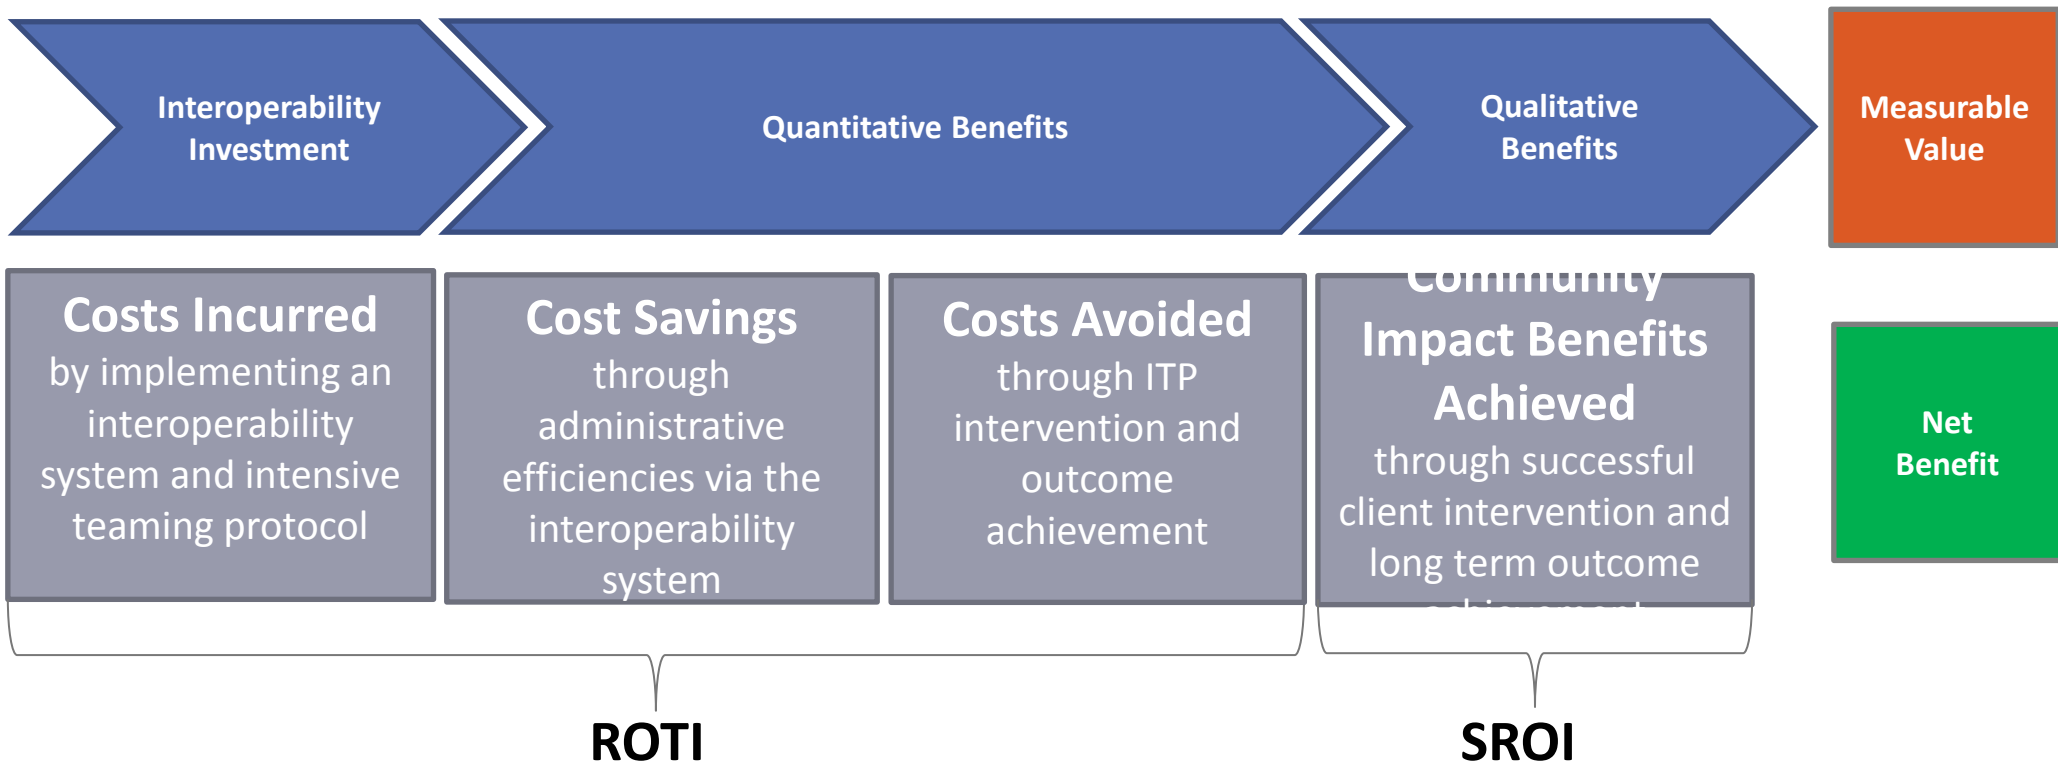 Interoperability
Investment
Quantitative Benefits
Qualitative
Benefits
Measurable
Value
Costs Incurred
by implementing an
interoperability
system and intensive
teaming protocol
Cost Savings
through
administrative
efficiencies via the
interoperability
system
Costs Avoided
through ITP
intervention and
outcome
achievement
Community
Impact Benefits
Achieved
through successful
client intervention and
long term outcome
achievement
Net
Benefit
ROTI
SROI